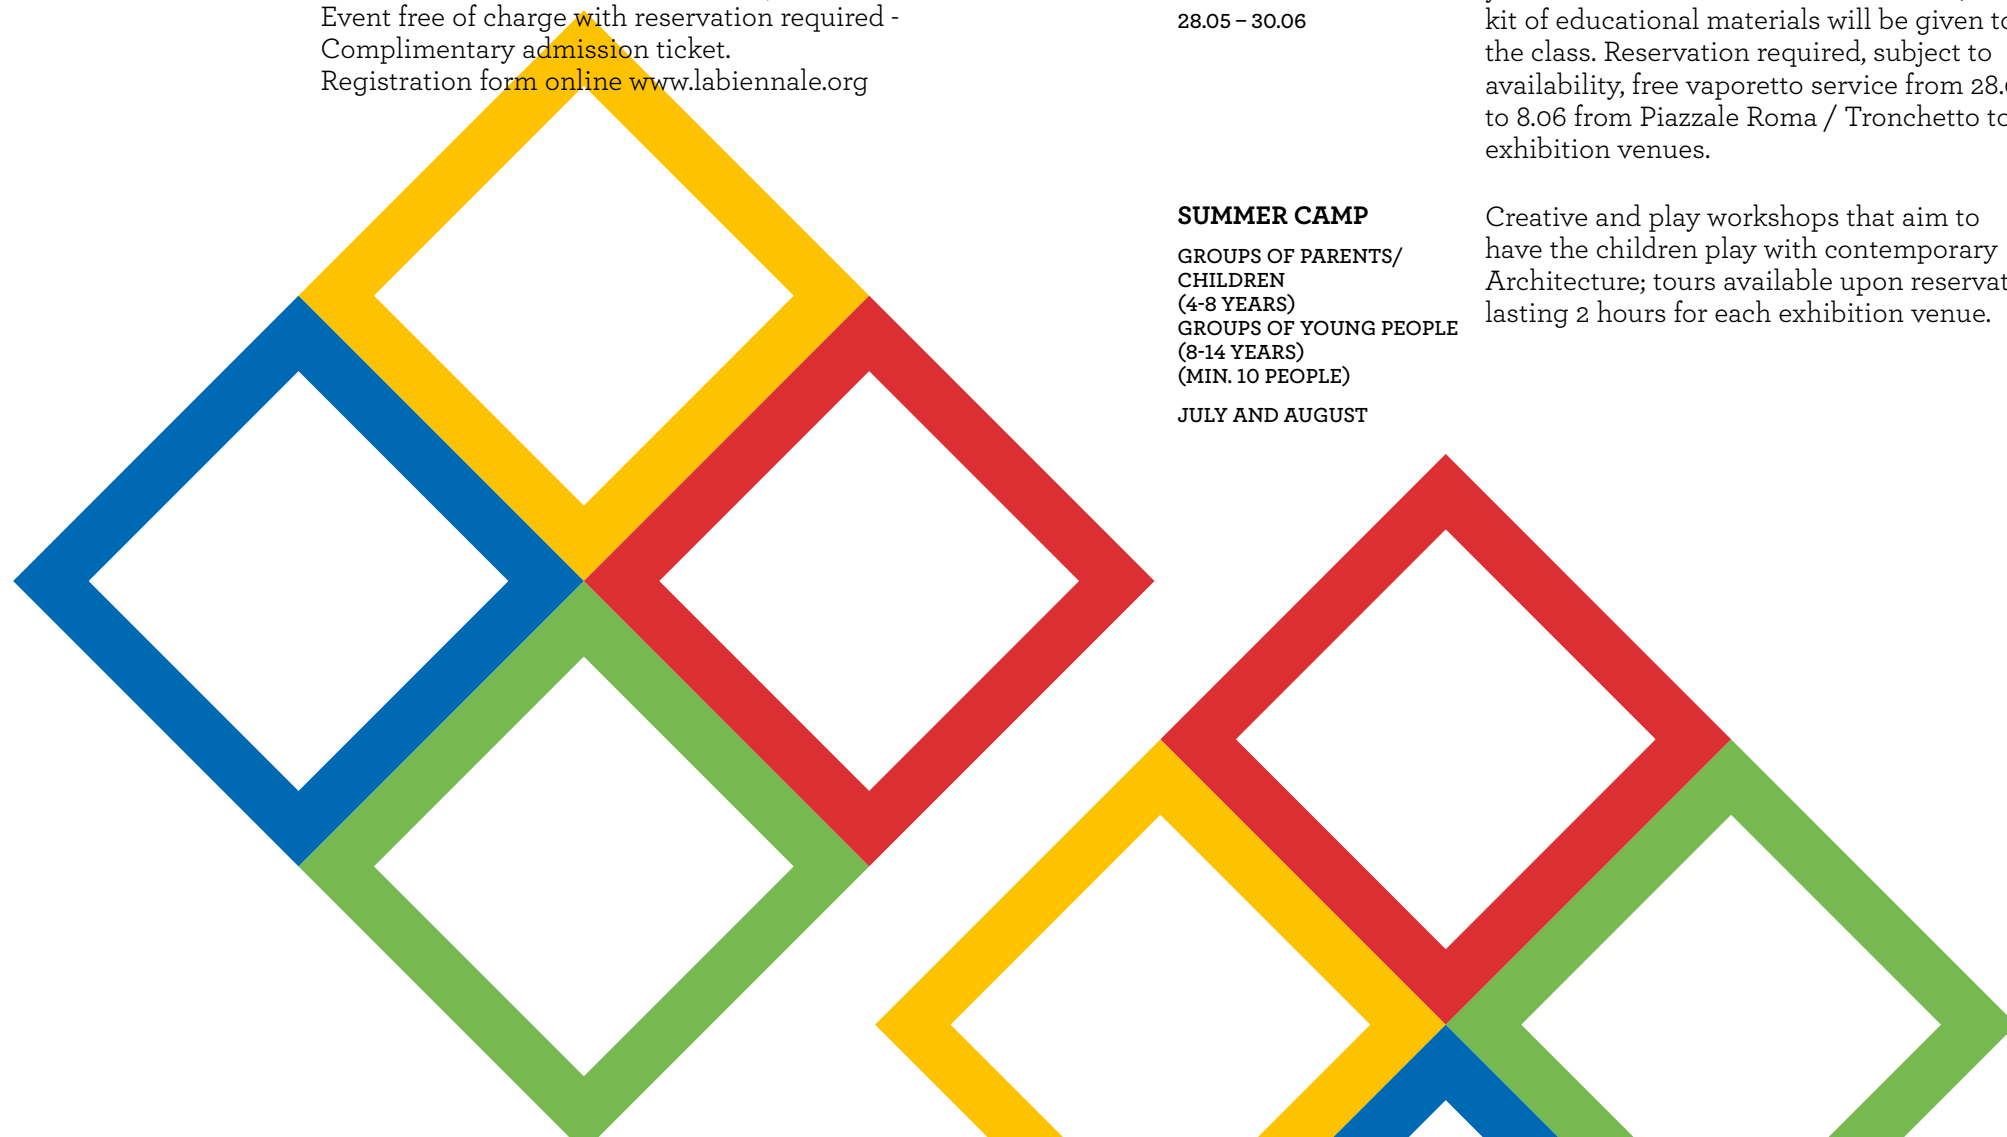 Event free of charge with reservation required -
Complimentary admission ticket.
Registration form online www.labiennale.org
28.05 – 30.06
kit of educational materials will be given to
the class. Reservation required, subject to
availability, free vaporetto service from 28.
to 8.06 from Piazzale Roma / Tronchetto to
exhibition venues.
SUMMER CAMP
GROUPS OF PARENTS/
CHILDREN
(4-8 YEARS)
GROUPS OF YOUNG PEOPLE
(8-14 YEARS)
(MIN. 10 PEOPLE)
JULY AND AUGUST
Creative and play workshops that aim to
have the children play with contemporary
Architecture; tours available upon reservat
lasting 2 hours for each exhibition venue.